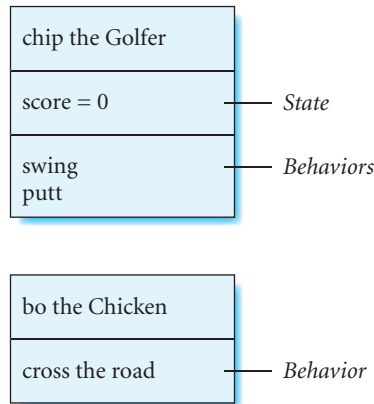 chip the Golfer
score = 0
State
swing
putt
Behaviors
bo the Chicken
cross the road
Behavior